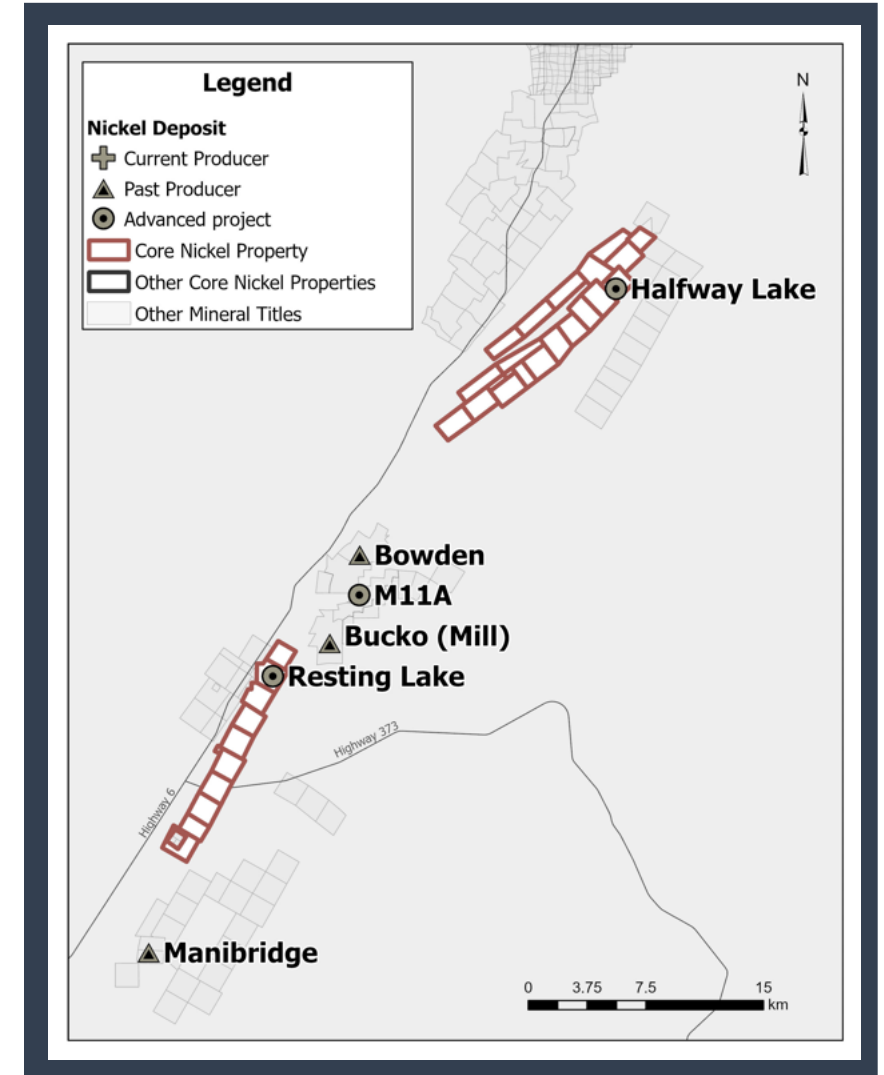 Legend
Nickel Deposit
Current Producer
Past Producer
Advanced project
Core Nickel Property
Other Core Nickel Properties
Other Mineral Titles
N
Halfway Lake
Bowden
M11A
Bucko (Mill)
Resting Lake
Highway 373
Highway 6
Manibridge
0 3.75 7.5 15
km